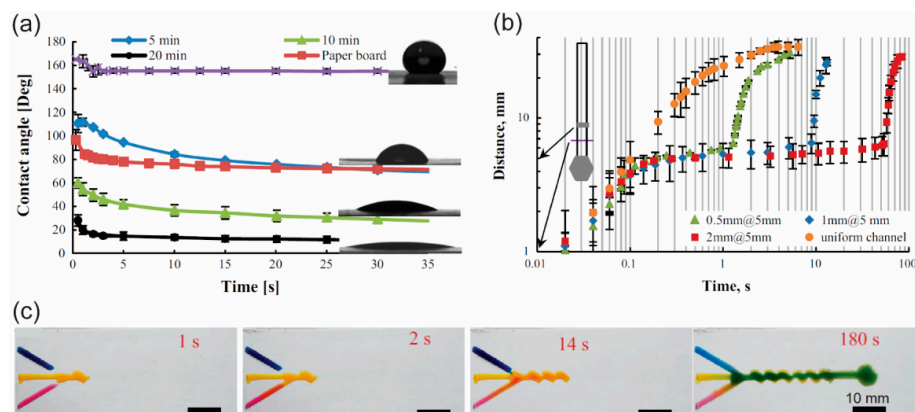 (a)
5 min
10 min
20 min
Paper board
Contact angle [Deg]
180
160
140
120
100
80
60
40
20
0
0
5
10
15
20
25
30
35
Time [s]
(b)
Distance, mm
10
1
0.5mm@5mm
1mm@5 mm
2mm@5mm
uniform channel
0.01
0.1
1
10
100
Time, s
(c)
1 s
2 s
14 s
180 s
10 mm